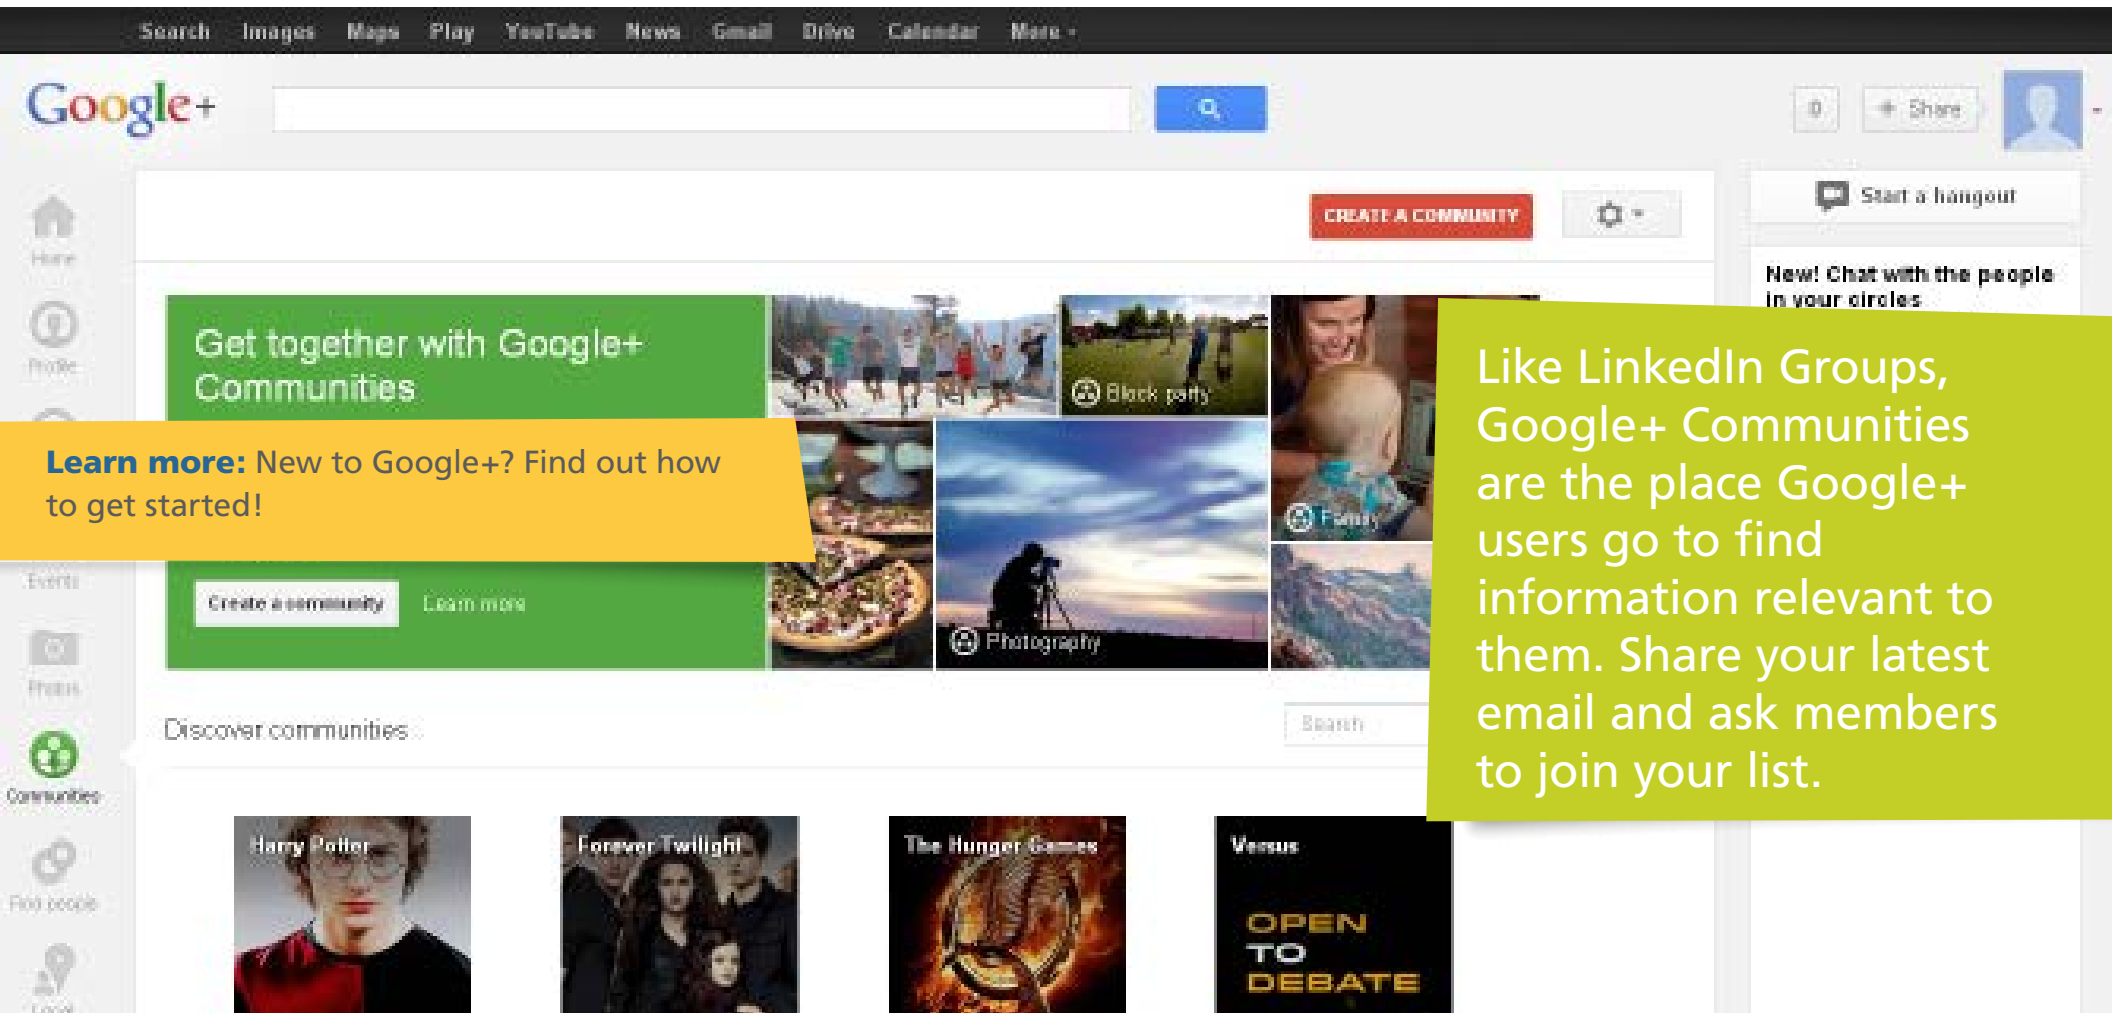 Search Images Maps Play YouTube News Gmail Drive Calendar More
Google+
0 + Share
Start a hangout
CREATE A COMMUNITY
Home
New! Chat with the people
in your circles
Profile
Get together with Google+
Communities
Block party
Like LinkedIn Groups,
Google+ Communities
are the place Google+
users go to find
information relevant to
them. Share your latest
email and ask members
to join your list.
Learn more: New to Google+? Find out how
to get started!
Family
Events
Create a community Learn more
Photography
Photos
Discover communities
Search
Communities
Harry Potter
Forever Twilight
The Hunger Games
Versus
OPEN
TO
DEBATE
Find people
Local